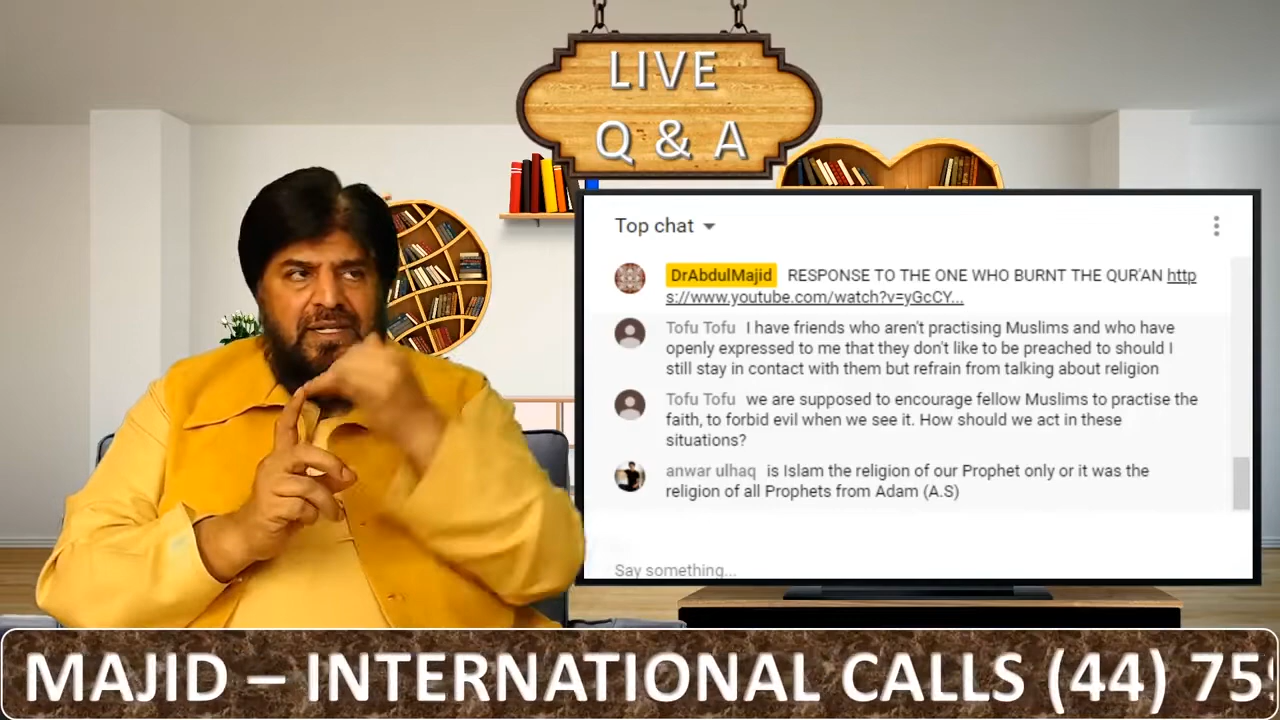 LIVE
Q & A
Top chat
DrAbdulMajid RESPONSE TO THE ONE WHO BURNT THE QUR'AN http
s://www.youtube.com/watch?v=yGcCY...
Tofu Tofu I have friends who aren't practising Muslims and who have
openly expressed to me that they don't like to be preached to should I
still stay in contact with them but refrain from talking about religion
Tofu Tofu we are supposed to encourage fellow Muslims to practise the
faith, to forbid evil when we see it. How should we act in these
situations?
anwar ulhaq is Islam the religion of our Prophet only or it was the
religion of all Prophets from Adam (A.S)
Say something...
MAJID – INTERNATIONAL CALLS (44) 75